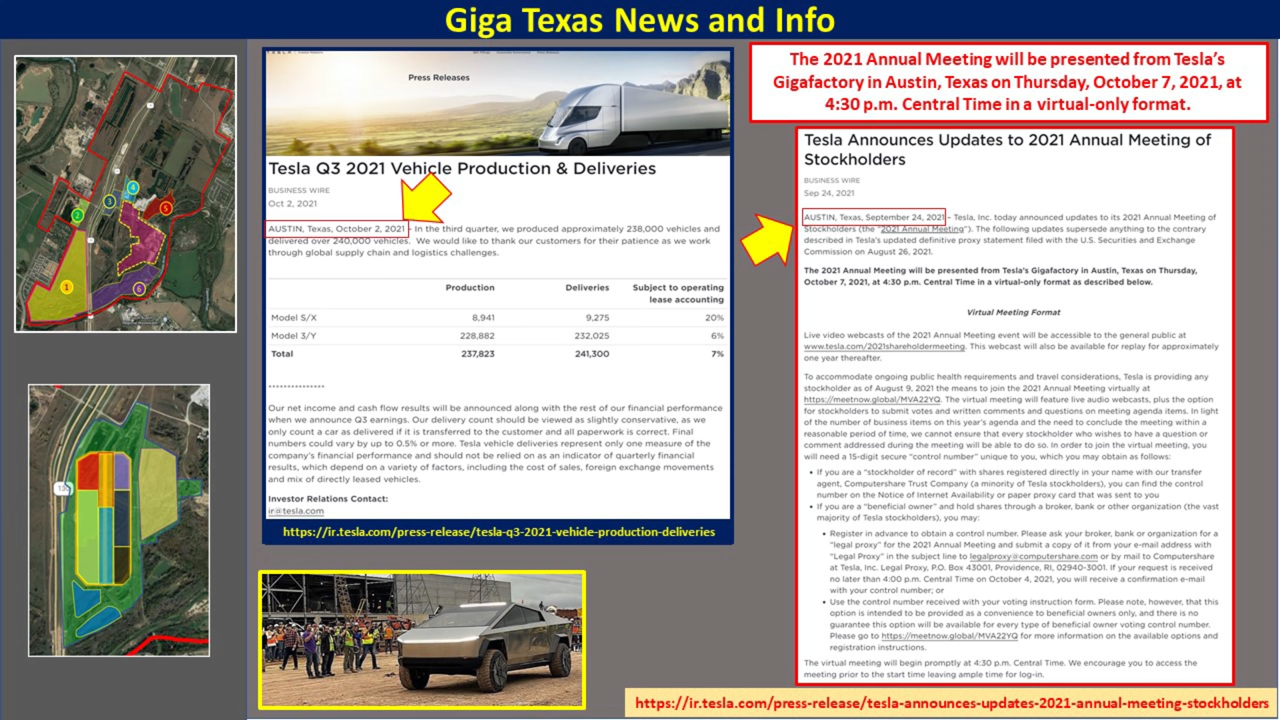 Giga Texas News and Info
Press Releases
Tesla Q3 2021 Vehicle Production & Deliveries
BUSINESS WIRE
Oct 2, 2021
AUSTIN, Texas, October 2, 2021 - In the third quarter, we produced approximately 238,000 vehicles and
delivered over 240,000 vehicles. We would like to thank our customers for their patience as we work
through global supply chain and logistics challenges.
Production Deliveries Subject to operating
lease accounting
Model S/X 8,941 9,275 20%
Model 3/Y 228,882 232,025 6%
Total 237,823 241,300 7%
***************
Our net income and cash flow results will be announced along with the rest of our financial performance
when we announce Q3 earnings. Our delivery count should be viewed as slightly conservative, as we
only count a car as delivered if it is transferred to the customer and all paperwork is correct. Final
numbers could vary by up to 0.5% or more. Tesla vehicle deliveries represent only one measure of the
company's financial performance and should not be relied on as an indicator of quarterly financial
results, which depend on a variety of factors, including the cost of sales, foreign exchange movements
and mix of directly leased vehicles.
Investor Relations Contact:
ir@tesla.com
https://ir.tesla.com/press-release/tesla-q3-2021-vehicle-production-deliveries
The 2021 Annual Meeting will be presented from Tesla's
Gigafactory in Austin, Texas on Thursday, October 7, 2021, at
4:30 p.m. Central Time in a virtual-only format.
Tesla Announces Updates to 2021 Annual Meeting of
Stockholders
BUSINESS WIRE
Sep 24, 2021
AUSTIN, Texas, September 24, 2021 - Tesla, Inc. today announced updates to its 2021 Annual Meeting of
Stockholders (the "2021 Annual Meeting"). The following updates supersede anything to the contrary
described in Tesla's updated definitive proxy statement filed with the U.S. Securities and Exchange
Commission on August 26, 2021.
The 2021 Annual Meeting will be presented from Tesla's Gigafactory in Austin, Texas on Thursday,
October 7, 2021, at 4:30 p.m. Central Time in a virtual-only format as described below.
Virtual Meeting Format
Live video webcasts of the 2021 Annual Meeting event will be accessible to the general public at
www.tesla.com/2021shareholdermeeting. This webcast will also be available for replay for approximately
one year thereafter.
To accommodate ongoing public health requirements and travel considerations, Tesla is providing any
stockholder as of August 9, 2021 the means to join the 2021 Annual Meeting virtually at
https://meetnow.global/MVA22YQ. The virtual meeting will feature live audio webcasts, plus the option
for stockholders to submit votes and written comments and questions on meeting agenda items. In light
of the number of business items on this year's agenda and the need to conclude the meeting within a
reasonable period of time, we cannot ensure that every stockholder who wishes to have a question or
comment addressed during the meeting will be able to do so. In order to join the virtual meeting, you
will need a 15-digit secure "control number" unique to you, which you may obtain as follows:
• If you are a "stockholder of record" with shares registered directly in your name with our transfer
agent, Computershare Trust Company (a minority of Tesla stockholders), you can find the control
number on the Notice of Internet Availability or paper proxy card that was sent to you
• If you are a "beneficial owner" and hold shares through a broker, bank or other organization (the vast
majority of Tesla stockholders), you may:
• Register in advance to obtain a control number. Please ask your broker, bank or organization for a
"legal proxy" for the 2021 Annual Meeting and submit a copy of it from your e-mail address with
"Legal Proxy" in the subject line to legalproxy@computershare.com or by mail to Computershare
at Tesla, Inc. Legal Proxy, P.O. Box 43001, Providence, RI, 02940-3001. If your request is received
no later than 4:00 p.m. Central Time on October 4, 2021, you will receive a confirmation e-mail
with your control number; or
• Use the control number received with your voting instruction form. Please note, however, that this
option is intended to be provided as a convenience to beneficial owners only, and there is no
guarantee this option will be available for every type of beneficial owner voting control number.
Please go to https://meetnow.global/MVA22YQ for more information on the available options and
registration instructions.
The virtual meeting will begin promptly at 4:30 p.m. Central Time. We encourage you to access the
meeting prior to the start time leaving ample time for log-in.
https://ir.tesla.com/press-release/tesla-announces-updates-2021-annual-meeting-stockholders
4
3
5
2
1
6
130